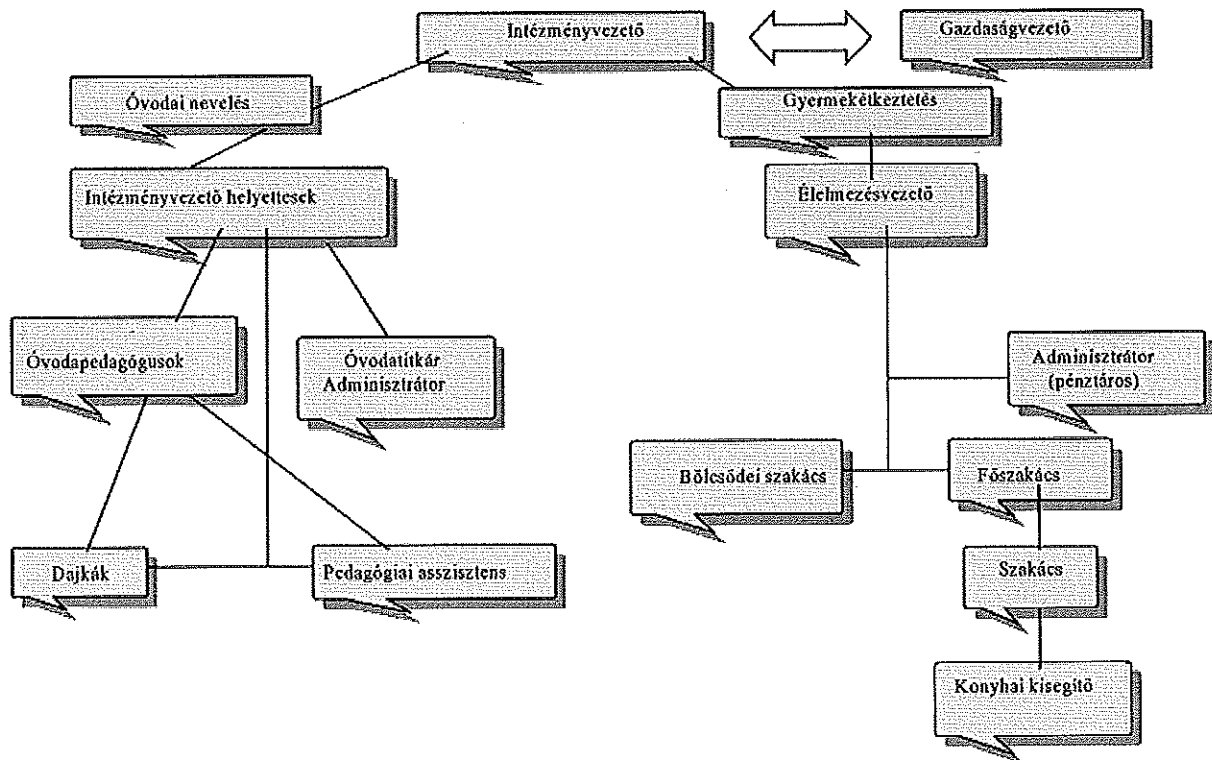 Intézményvezető
Gazdaságvezető
Óvodai nevelés
Gyermekétkeztetés
Intézményvezető helyettesek
Élelmezésvezető
Óvodapedagógusok
Óvodatitkár
Adminisztrátor
Adminisztrátor
(pénztáros)
Bölcsődei szakács
Főszakács
Dajkák
Pedagógiai asszisztens
Szakács
Konyhai kisegítő